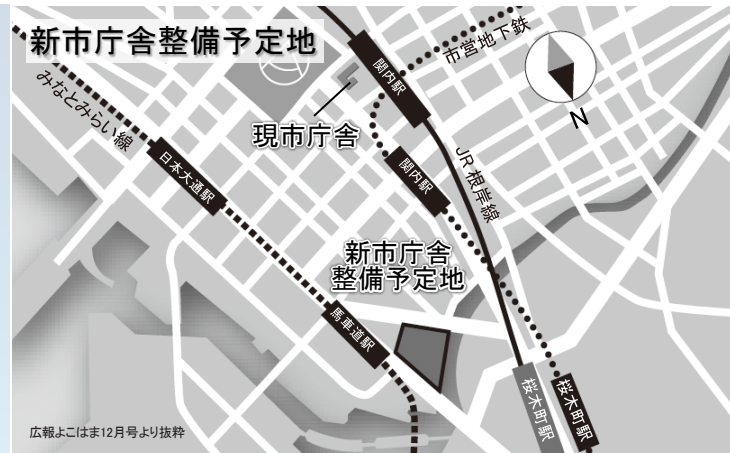 新市庁舎整備予定地
市営地下鉄
関内駅
N
みなとみらい線
現市庁舎
JR 根岸線
日本大通駅
関内駅
新市庁舎
整備予定地
馬車道駅
桜木町駅
桜木町駅
広報よこはま12月号より抜粋